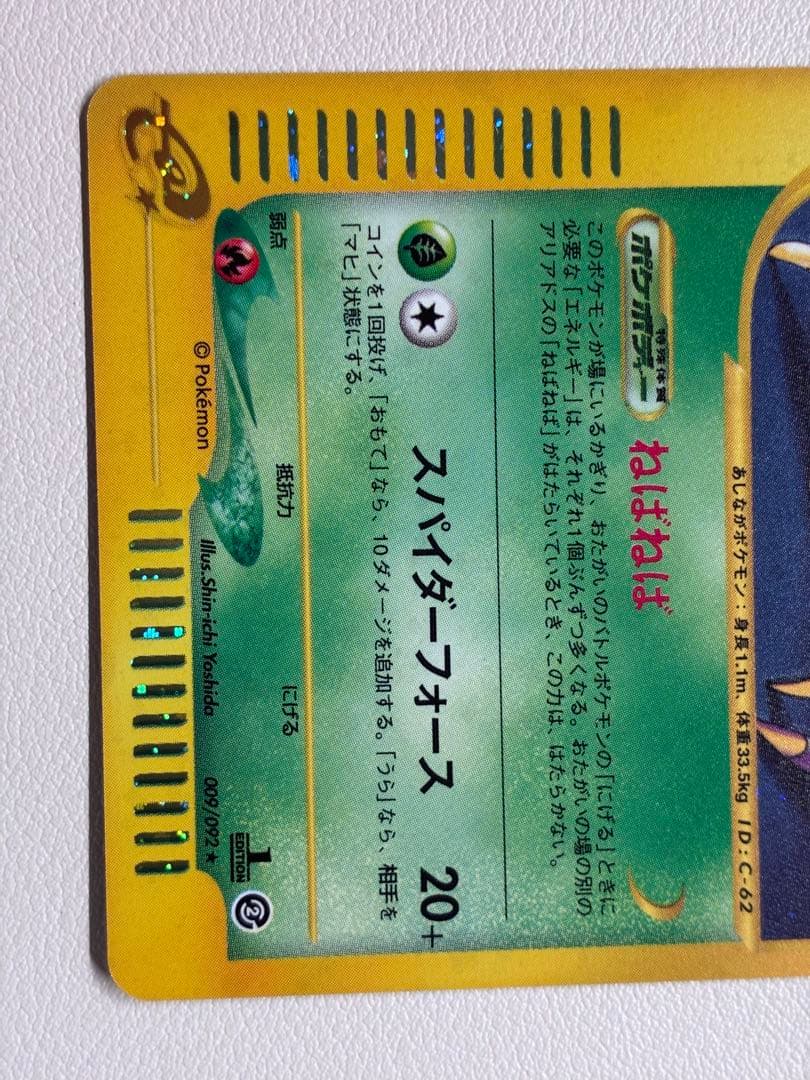 あしながポケモン：身長1.1m、体重33.5kg ID：C-62
特殊体質
ポケボディー
ねばねば
このポケモンが場にいるかぎり、おたがいのバトルポケモンの「にげる」ときに
必要な「エネルギー」は、それぞれ1個ぶんずつ多くなる。おたがいの場の別の
アリアドスの「ねばねば」がはたらいているとき、この力は、はたらかない。
スパイダーフォース 20+
コインを1回投げ、「おもて」なら、10ダメージを追加する。「うら」なら、相手を
「マヒ」状態にする。
弱点 抵抗力 にげる
1
EDITION
2
© Pokémon Illus.Shin-ichi Yoshida 009/092★
e